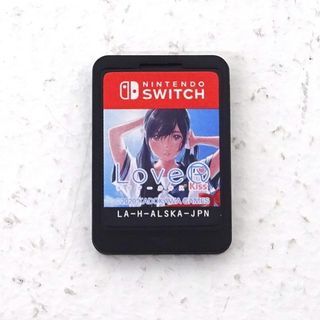 NINTENDO
SWITCH
LoveR
Kiss
KADOKAWA GAMES
LA-H-ALSKA-JPN